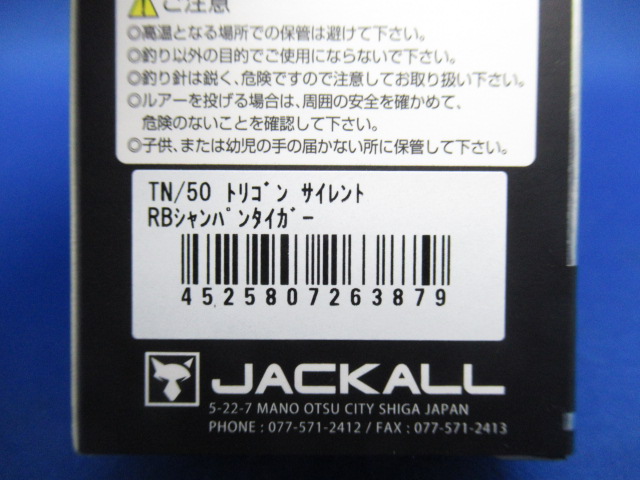 ご注意
◎高温となる場所での保管は避けて下さい。
◎釣り以外の目的でご使用にならないで下さい。
◎釣り針は鋭く、危険ですので注意してお取り扱い下さい。
◎ルアーを投げる場合は、周囲の安全を確かめて、
危険のないことを確認して下さい。
◎子供、または幼児の手の届かない所に保管して下さい。
TN/50 ﾄﾘｺﾞﾝ ｻｲﾚﾝﾄ
RBｼｬﾝﾊﾟﾝﾀｲｶﾞｰ
4525807263879
JACKALL
5-22-7 MANO OTSU CITY SHIGA JAPAN
PHONE : 077-571-2412 / FAX : 077-571-2413